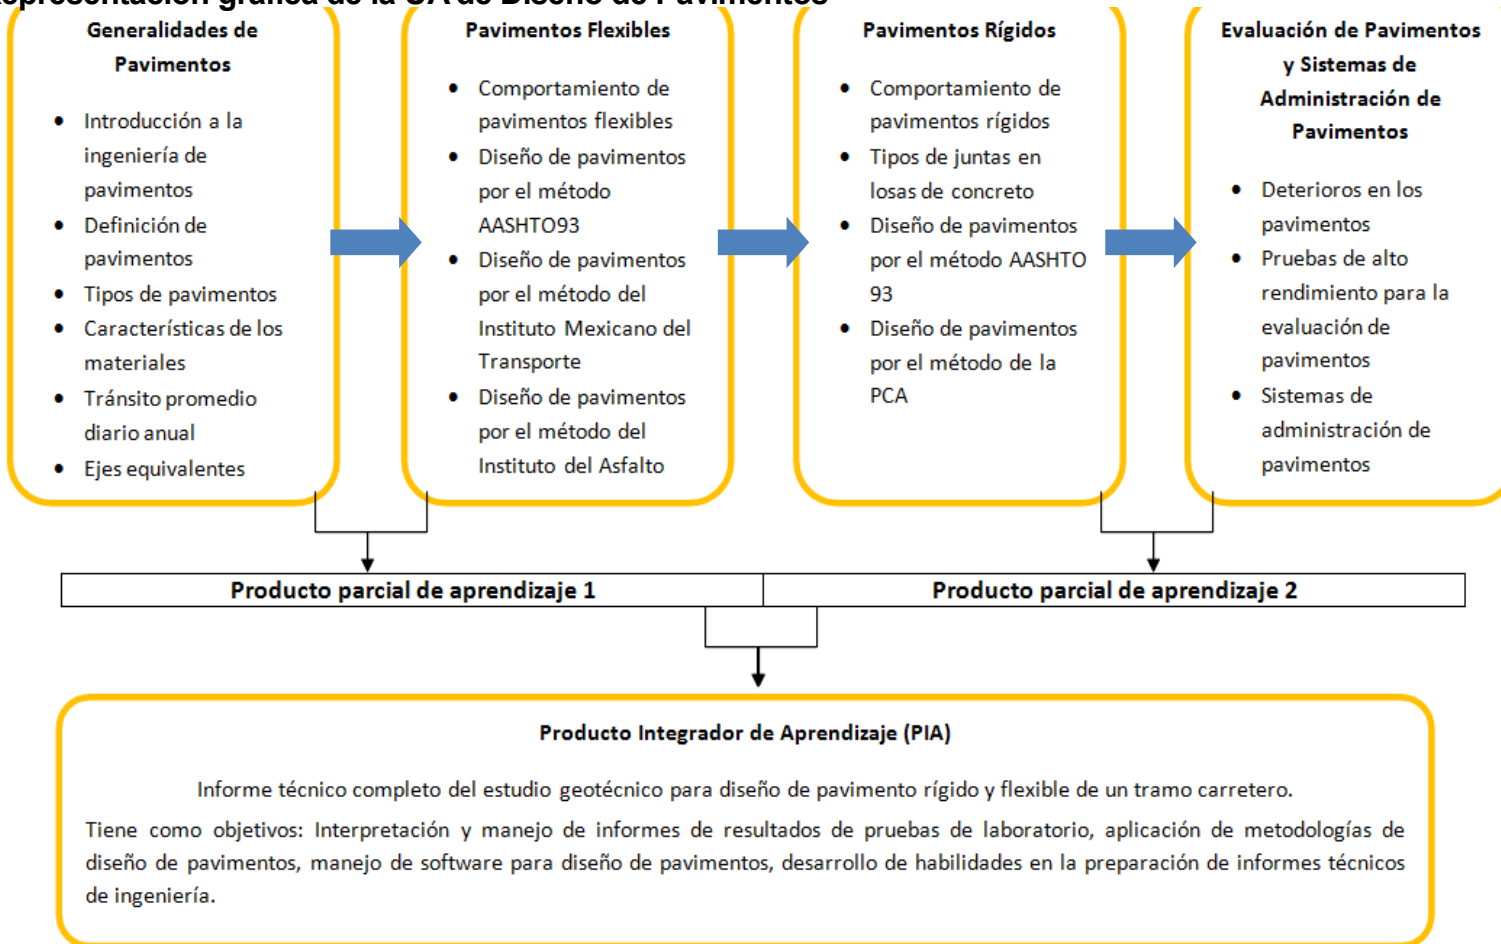 Representación gráfica de la UA de Diseño de Pavimentos
Generalidades de
Pavimentos
• Introducción a la
ingeniería de
pavimentos
• Definición de
pavimentos
• Tipos de pavimentos
• Características de los
materiales
• Tránsito promedio
diario anual
• Ejes equivalentes
Pavimentos Flexibles
• Comportamiento de
pavimentos flexibles
• Diseño de pavimentos
por el método
AASHTO93
• Diseño de pavimentos
por el método del
Instituto Mexicano del
Transporte
• Diseño de pavimentos
por el método del
Instituto del Asfalto
Pavimentos Rígidos
• Comportamiento de
pavimentos rígidos
• Tipos de juntas en
losas de concreto
• Diseño de pavimentos
por el método AASHTO
93
• Diseño de pavimentos
por el método de la
PCA
Evaluación de Pavimentos
y Sistemas de
Administración de
Pavimentos
• Deterioros en los
pavimentos
• Pruebas de alto
rendimiento para la
evaluación de
pavimentos
• Sistemas de
administración de
pavimentos
Producto parcial de aprendizaje 1
Producto parcial de aprendizaje 2
Producto Integrador de Aprendizaje (PIA)
Informe técnico completo del estudio geotécnico para diseño de pavimento rígido y flexible de un tramo carretero.
Tiene como objetivos: Interpretación y manejo de informes de resultados de pruebas de laboratorio, aplicación de metodologías de
diseño de pavimentos, manejo de software para diseño de pavimentos, desarrollo de habilidades en la preparación de informes técnicos
de ingeniería.